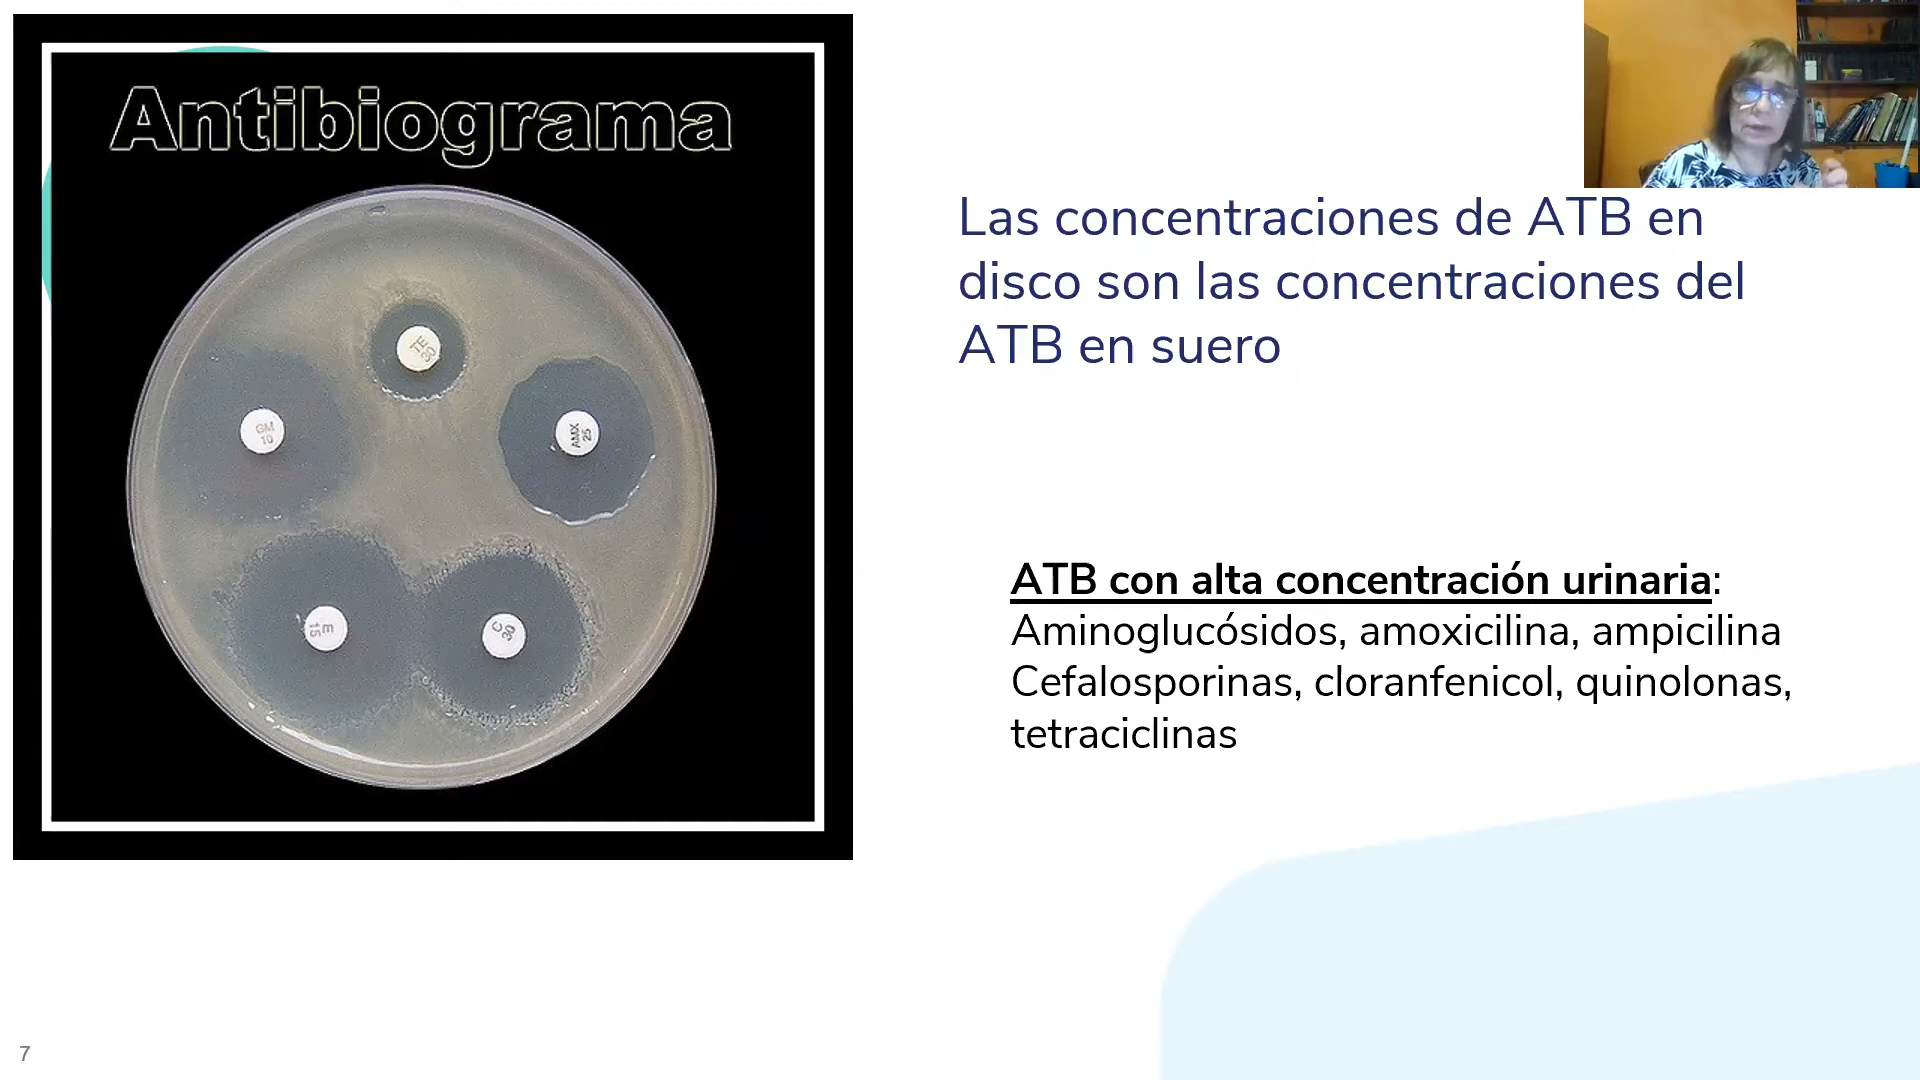 Antibiograma
TE
30
GM
10
AMX
25
E
15
C
30
Las concentraciones de ATB en
disco son las concentraciones del
ATB en suero
ATB con alta concentración urinaria:
Aminoglucósidos, amoxicilina, ampicilina
Cefalosporinas, cloranfenicol, quinolonas,
tetraciclinas
7